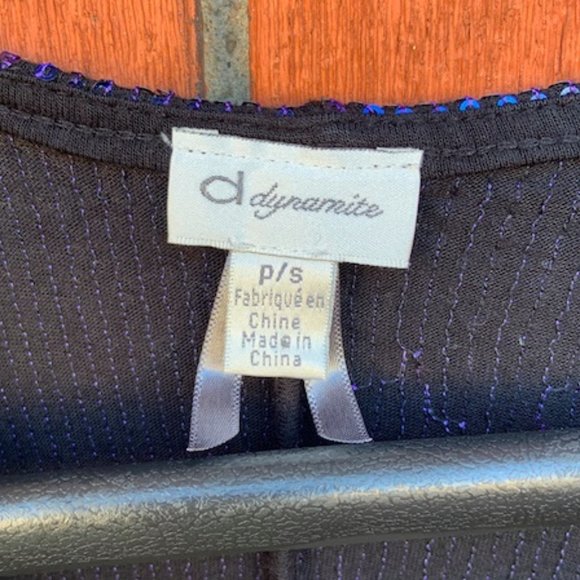 d dynamite
p/s
Fabriqué en
Chine
Made in
China